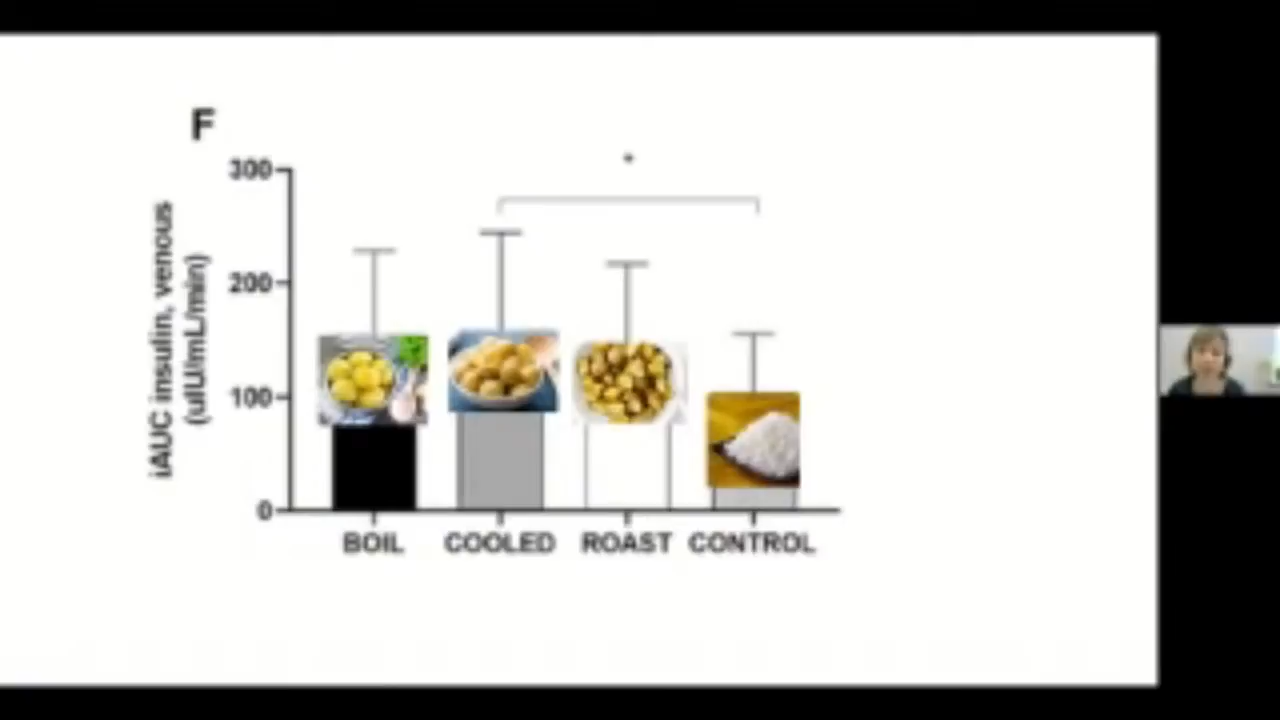 F
300
200
100
0
iAUC insulin, venous
(uIU/mL/min)
*
BOIL COOLED ROAST CONTROL